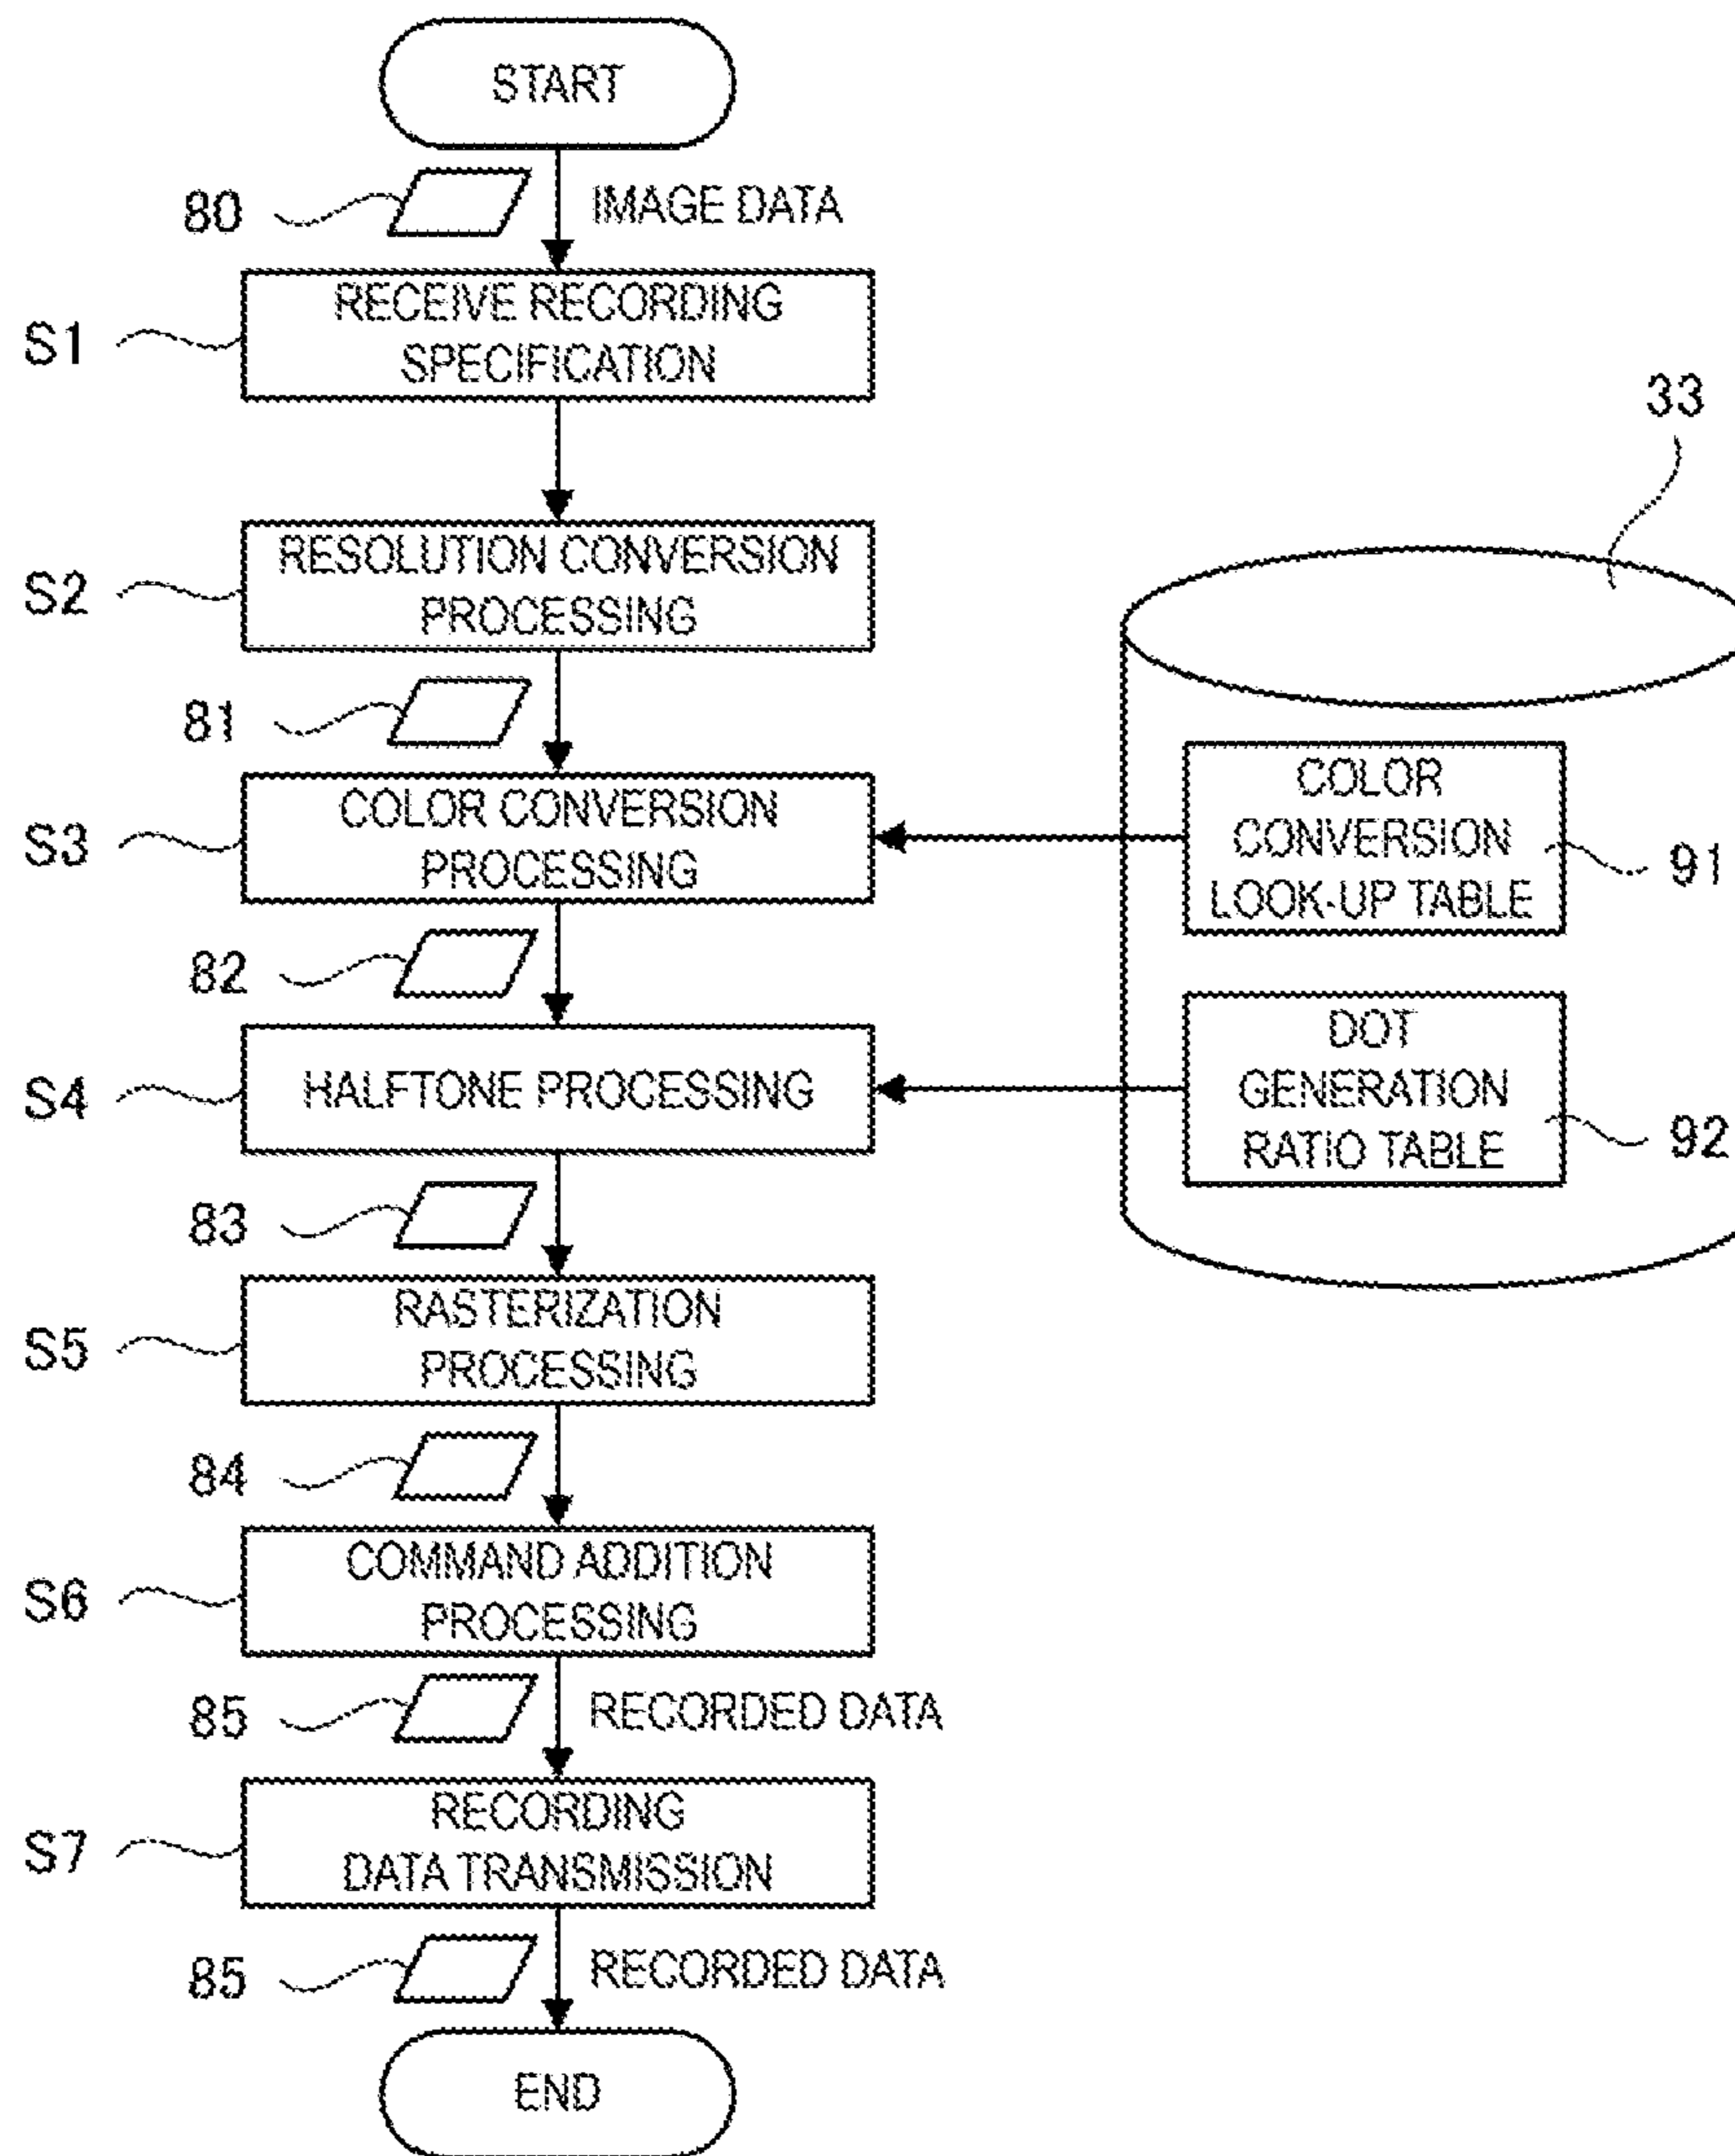 START
80
IMAGE DATA
S1
RECEIVE RECORDING
SPECIFICATION
33
S2
RESOLUTION CONVERSION
PROCESSING
81
S3
COLOR CONVERSION
PROCESSING
COLOR
CONVERSION
LOOK-UP TABLE
91
82
S4
HALFTONE PROCESSING
DOT
GENERATION
RATIO TABLE
92
83
S5
RASTERIZATION
PROCESSING
84
S6
COMMAND ADDITION
PROCESSING
85
RECORDED DATA
S7
RECORDING
DATA TRANSMISSION
85
RECORDED DATA
END